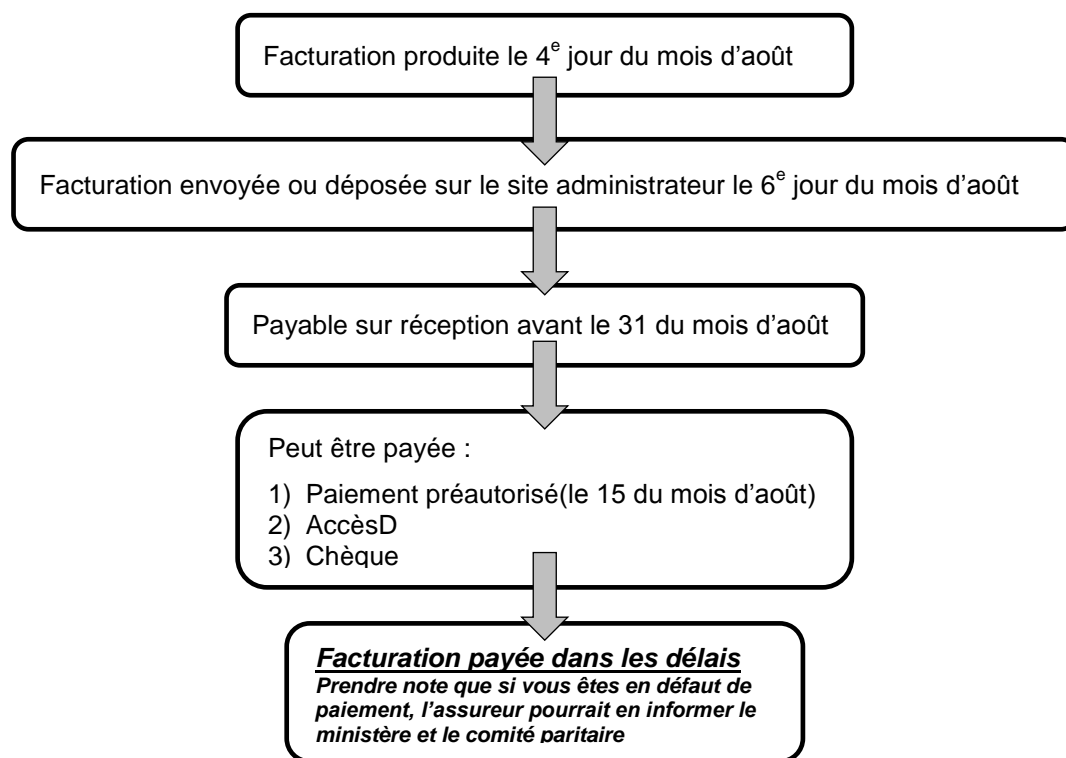 Facturation produite le 4e jour du mois d’août
Facturation envoyée ou déposée sur le site administrateur le 6e jour du mois d’août
Payable sur réception avant le 31 du mois d’août
Peut être payée :
1) Paiement préautorisé(le 15 du mois d’août)
2) AccèsD
3) Chèque
Facturation payée dans les délais
Prendre note que si vous êtes en défaut de
paiement, l’assureur pourrait en informer le
ministère et le comité paritaire